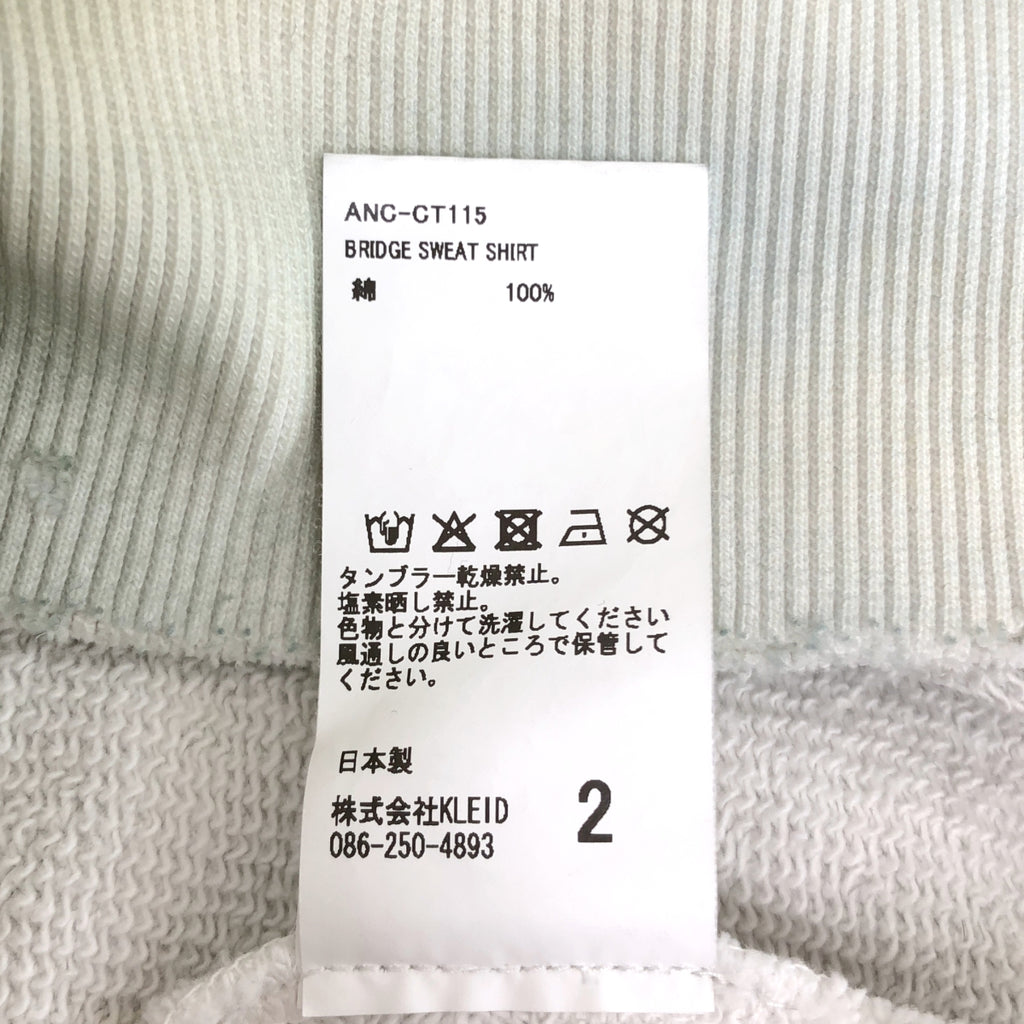 ANC-CT115
BRIDGE SWEAT SHIRT
綿 100%
タンブラー乾燥禁止。
塩素晒し禁止。
色物と分けて洗濯してください
風通しの良いところで保管して
ください。
日本製
株式会社KLEID
086-250-4893
2